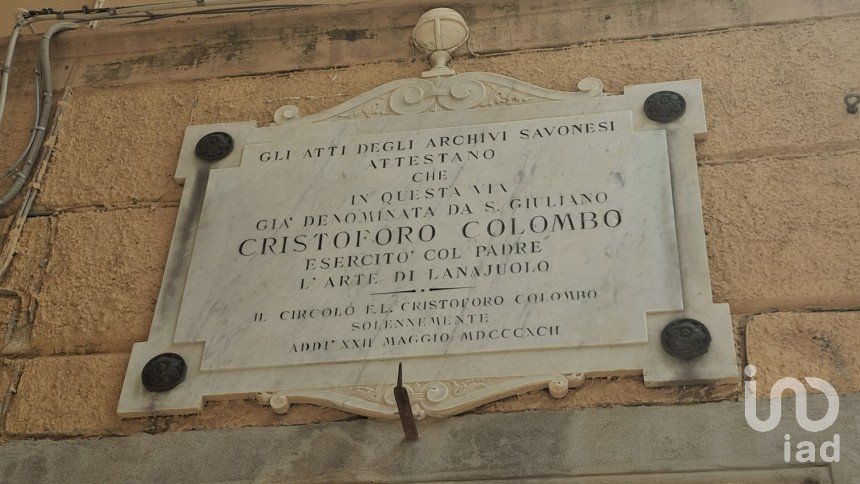 GLI ATTI DEGLI ARCHIVI SAVONESI
ATTESTANO
CHE
IN QUESTA VIA
GIA' DENOMINATA DA S. GIULIANO
CRISTOFORO COLOMBO
ESERCITO' COL PADRE
L'ARTE DI LANAJUOLO
IL CIRCOLO F.L. CRISTOFORO COLOMBO
SOLENNEMENTE
ADDI' XXII MAGGIO MDCCCXCII
ino
iad